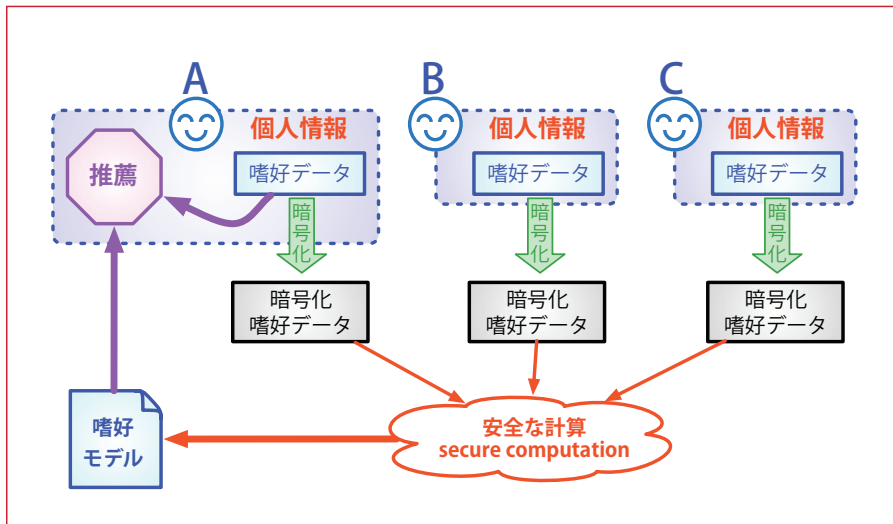 A
B
C
個人情報
個人情報
個人情報
推薦
嗜好データ
嗜好データ
嗜好データ
暗号化
暗号化
暗号化
暗号化
嗜好データ
暗号化
嗜好データ
暗号化
嗜好データ
嗜好
モデル
安全な計算
secure computation